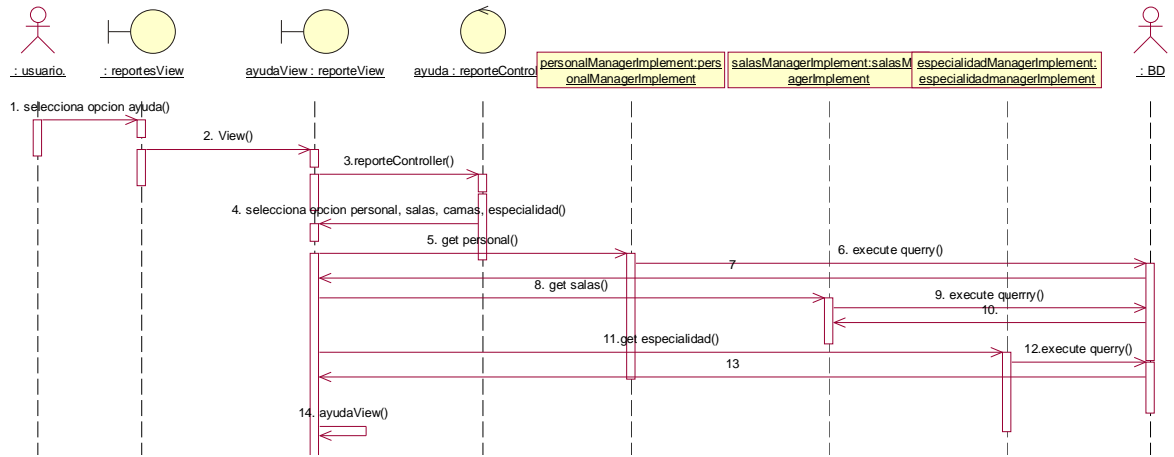 : usuario.
: reportesView
ayudaView : reporteView
ayuda : reporteControl
personalManagerImplement:pers
onalManagerImplement
salasManagerImplement:salasM
agerImplement
especialidadManagerImplement:
especialidadmanagerImplement
: BD
1. selecciona opcion ayuda()
2. View()
3.reporteController()
4. selecciona opcion personal, salas, camas, especialidad()
5. get personal()
6. execute querry()
7
8. get salas()
9. execute querrry()
10.
11.get especialidad()
12.execute querry()
13
14. ayudaView()